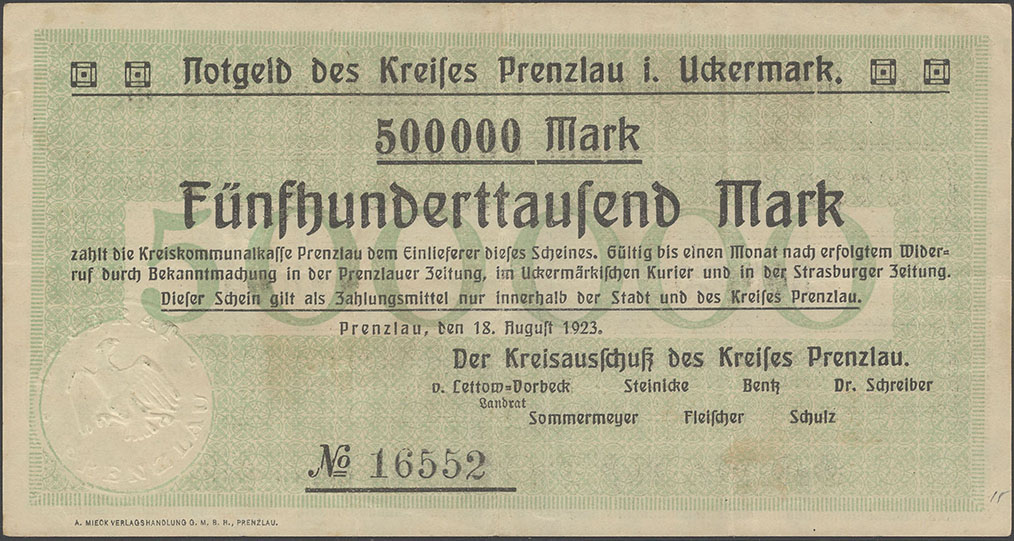 Notgeld des Kreiſes Prenzlau i. Uckermark.
500000 Mark
Fünfhunderttauſend Mark
500000
zahlt die Kreiskommunalkaſſe Prenzlau dem Einlieferer dieſes Scheines. Gültig bis einen Monat nach erfolgtem Wider=
ruf durch Bekanntmachung in der Prenzlauer Zeitung, im Uckermärkiſchen Kurier und in der Strasburger Zeitung.
Dieſer Schein gilt als Zahlungsmittel nur innerhalb der Stadt und des Kreiſes Prenzlau.
Prenzlau, den 18. Auguſt 1923.
Der Kreisausſchuß des Kreiſes Prenzlau.
v. Lettow=Vorbeck Steinicke Bentz Dr. Schreiber
Landrat
Sommermeyer Fleiſcher Schulz
№ 16552
A. MIECK VERLAGSHANDLUNG G. M. B. H., PRENZLAU.